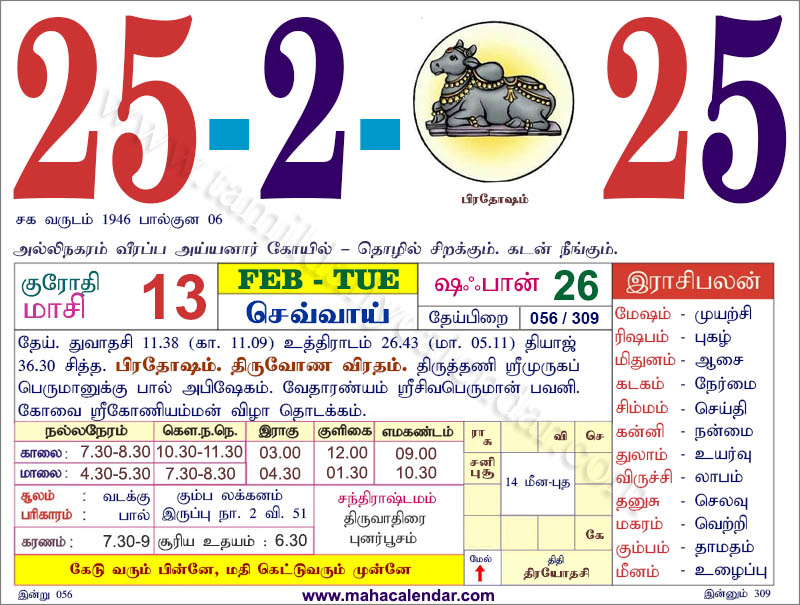 25-2-25
பிரதோஷம்
சக வருடம் 1946 பால்குன 06
அல்லிநகரம் வீரப்ப அய்யனார் கோயில் – தொழில் சிறக்கும். கடன் நீங்கும்.
குரோதி
மாசி 13
FEB - TUE
செவ்வாய்
ஷஃபான் 26
தேய்பிறை 056 / 309
தேய். துவாதசி 11.38 (கா. 11.09) உத்திராடம் 26.43 (மா. 05.11) தியாஜ்
36.30 சித்த. பிரதோஷம். திருவோண விரதம். திருத்தணி ஸ்ரீமுருகப்
பெருமானுக்கு பால் அபிஷேகம். வேதாரண்யம் ஸ்ரீசிவபெருமான் பவனி.
கோவை ஸ்ரீகோணியம்மன் விழா தொடக்கம்.
நல்லநேரம் கௌ.ந.நெ. இராகு குளிகை எமகண்டம்
காலை: 7.30-8.30 10.30-11.30 03.00 12.00 09.00
மாலை: 4.30-5.30 7.30-8.30 04.30 01.30 10.30
சூலம் : வடக்கு
பரிகாரம் : பால்
கும்ப லக்கனம்
இருப்பு நா. 2 வி. 51
கரணம் : 7.30-9
சூரிய உதயம் : 6.30
சந்திராஷ்டமம்
திருவாதிரை
புனர்பூசம்
ரா
சு
வி
செ
சனி
புசூ
14 மீன-புத
கே
கேடு வரும் பின்னே, மதி கெட்டுவரும் முன்னே
மேல்
திதி
திரயோதசி
இராசிபலன்
மேஷம் - முயற்சி
ரிஷபம் - புகழ்
மிதுனம் - ஆசை
கடகம் - நேர்மை
சிம்மம் - செய்தி
கன்னி - நன்மை
துலாம் - உயர்வு
விருச்சி - லாபம்
தனுசு - செலவு
மகரம் - வெற்றி
கும்பம் - தாமதம்
மீனம் - உழைப்பு
இன்று 056
www.mahacalendar.com
இன்னும் 309